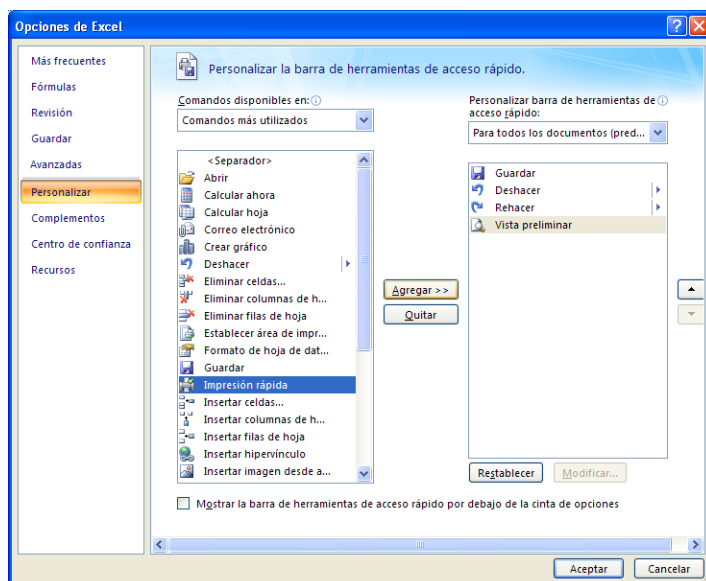 Opciones de Excel
Más frecuentes
Fórmulas
Revisión
Guardar
Avanzadas
Personalizar
Complementos
Centro de confianza
Recursos
Personalizar la barra de herramientas de acceso rápido.
Comandos disponibles en:
Comandos más utilizados
<Separador>
Abrir
Calcular ahora
Calcular hoja
Correo electrónico
Crear gráfico
Deshacer
Eliminar celdas...
Eliminar columnas de h...
Eliminar filas de hoja
Establecer área de impr...
Formato de hoja de dat...
Guardar
Impresión rápida
Insertar celdas...
Insertar columnas de h...
Insertar filas de hoja
Insertar hipervínculo
Insertar imagen desde a...
Agregar >>
Quitar
Personalizar barra de herramientas de
acceso rápido:
Para todos los documentos (pred...
Guardar
Deshacer
Rehacer
Vista preliminar
Restablecer
Modificar...
Mostrar la barra de herramientas de acceso rápido por debajo de la cinta de opciones
Aceptar
Cancelar